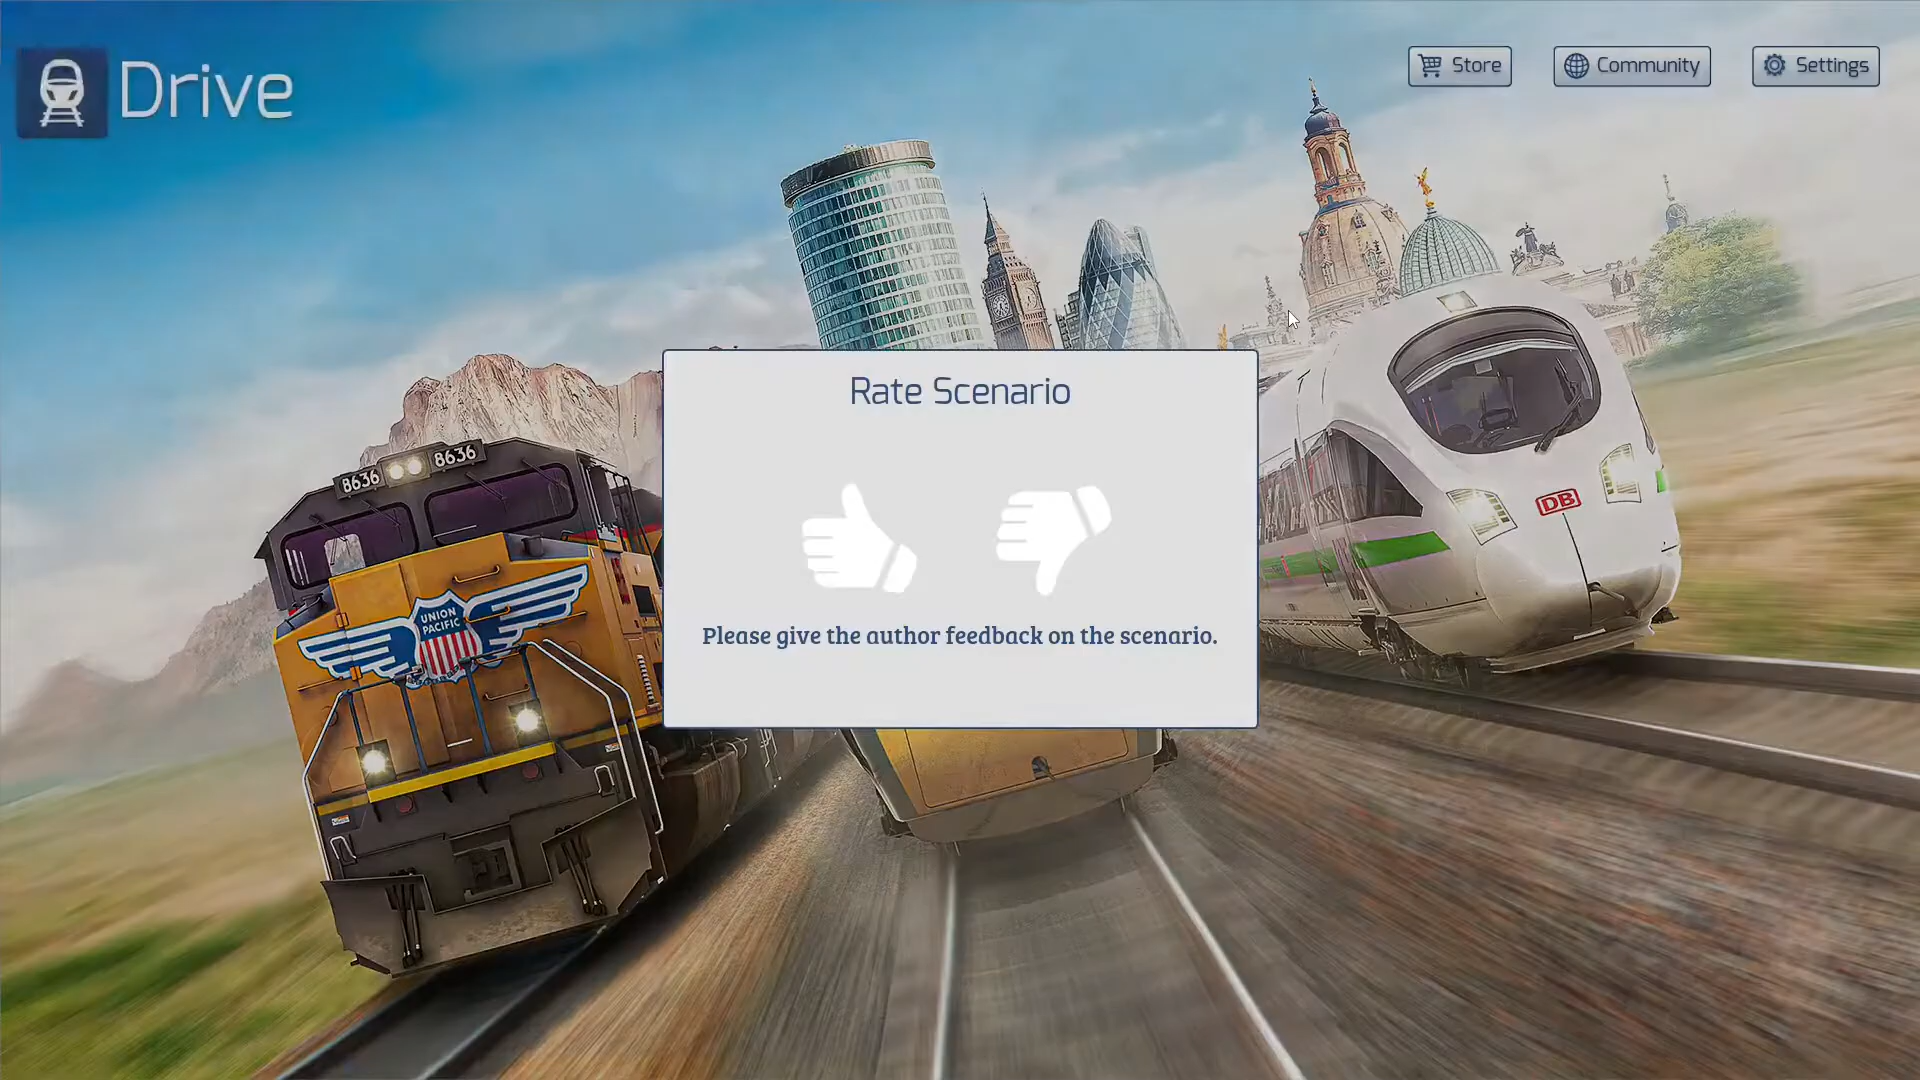 Drive
Store
Community
Settings
Rate Scenario
8636
8636
DB
UNION
PACIFIC
Please give the author feedback on the scenario.